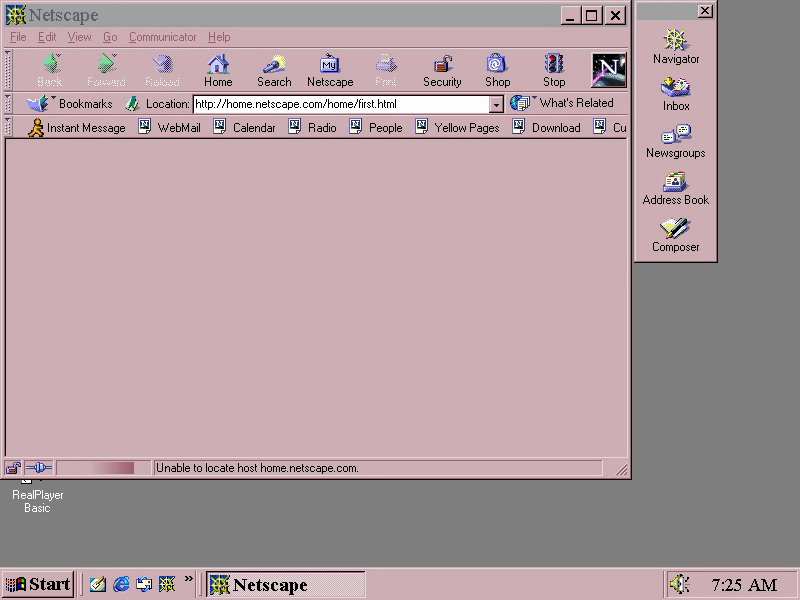 Netscape
File Edit View Go Communicator Help
Back Forward Reload Home Search Netscape Print Security Shop Stop
My
N
Bookmarks Location: http://home.netscape.com/home/first.html What's Related
Instant Message WebMail Calendar Radio People Yellow Pages Download Cu
Unable to locate host home.netscape.com.
Navigator
Inbox
Newsgroups
Address Book
Composer
RealPlayer
Basic
Start » Netscape 7:25 AM